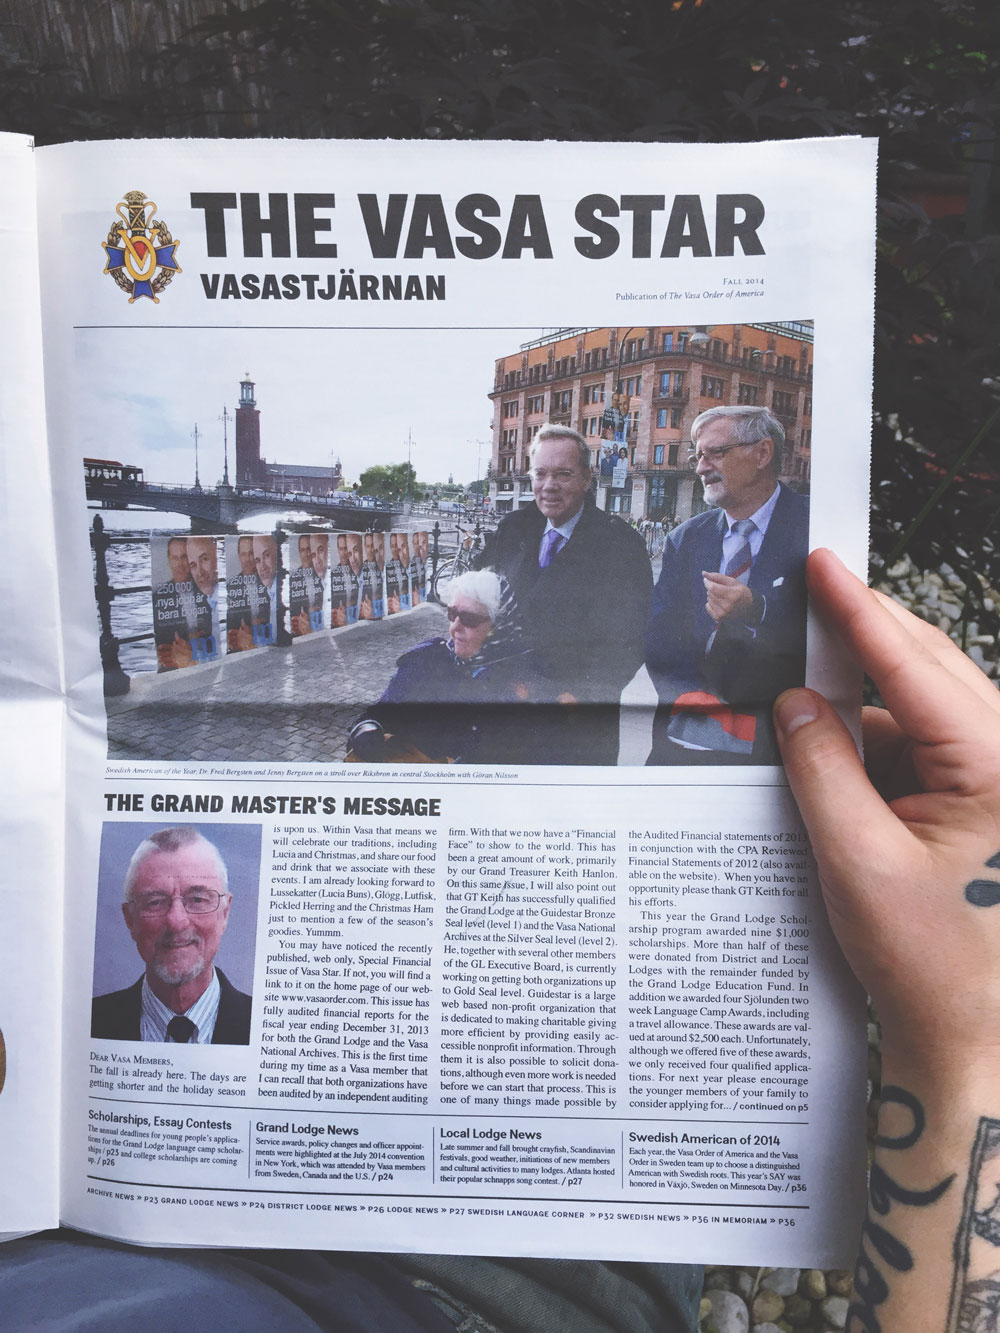 THE VASA STAR
VASASTJÄRNAN
FALL 2014
Publication of The Vasa Order of America
250 000
nya jobb är
bara början.
250 000
nya jobb är
bara början.
Swedish American of the Year, Dr. Fred Bergsten and Jenny Bergsten on a stroll over Riksbron in central Stockholm with Göran Nilsson
THE GRAND MASTER'S MESSAGE
DEAR VASA MEMBERS,
The fall is already here. The days are
getting shorter and the holiday season
is upon us. Within Vasa that means we
will celebrate our traditions, including
Lucia and Christmas, and share our food
and drink that we associate with these
events. I am already looking forward to
Lussekatter (Lucia Buns), Glögg, Lutfisk,
Pickled Herring and the Christmas Ham
just to mention a few of the season's
goodies. Yummm.
You may have noticed the recently
published, web only, Special Financial
Issue of Vasa Star. If not, you will find a
link to it on the home page of our web-
site www.vasaorder.com. This issue has
fully audited financial reports for the
fiscal year ending December 31, 2013
for both the Grand Lodge and the Vasa
National Archives. This is the first time
during my time as a Vasa member that
I can recall that both organizations have
been audited by an independent auditing
firm. With that we now have a "Financial
Face" to show to the world. This has
been a great amount of work, primarily
by our Grand Treasurer Keith Hanlon.
On this same issue, I will also point out
that GT Keith has successfully qualified
the Grand Lodge at the Guidestar Bronze
Seal level (level 1) and the Vasa National
Archives at the Silver Seal level (level 2).
He, together with several other members
of the GL Executive Board, is currently
working on getting both organizations up
to Gold Seal level. Guidestar is a large
web based non-profit organization that
is dedicated to making charitable giving
more efficient by providing easily ac-
cessible nonprofit information. Through
them it is also possible to solicit dona-
tions, although even more work is needed
before we can start that process. This is
one of many things made possible by
the Audited Financial statements of 2013
in conjunction with the CPA Reviewed
Financial Statements of 2012 (also avail-
able on the website). When you have an
opportunity please thank GT Keith for all
his efforts.
This year the Grand Lodge Schol-
arship program awarded nine $1,000
scholarships. More than half of these
were donated from District and Local
Lodges with the remainder funded by
the Grand Lodge Education Fund. In
addition we awarded four Sjölunden two
week Language Camp Awards, including
a travel allowance. These awards are val-
ued at around $2,500 each. Unfortunately,
although we offered five of these awards,
we only received four qualified applica-
tions. For next year please encourage
the younger members of your family to
consider applying for... / continued on p5
Scholarships, Essay Contests
The annual deadlines for young people's applica-
tions for the Grand Lodge language camp scholar-
ships / p23 and college scholarships are coming
up. / p26
Grand Lodge News
Service awards, policy changes and officer appoint-
ments were highlighted at the July 2014 convention
in New York, which was attended by Vasa members
from Sweden, Canada and the U.S. / p24
Local Lodge News
Late summer and fall brought crayfish, Scandinavian
festivals, good weather, initiations of new members
and cultural activities to many lodges. Atlanta hosted
their popular schnapps song contest. / p27
Swedish American of 2014
Each year, the Vasa Order of America and the Vasa
Order in Sweden team up to choose a distinguished
American with Swedish roots. This year's SAY was
honored in Växjö, Sweden on Minnesota Day. / p36
ARCHIVE NEWS » P23 GRAND LODGE NEWS » P24 DISTRICT LODGE NEWS » P26 LODGE NEWS » P27 SWEDISH LANGUAGE CORNER » P32 SWEDISH NEWS » P36 IN MEMORIAM » P36